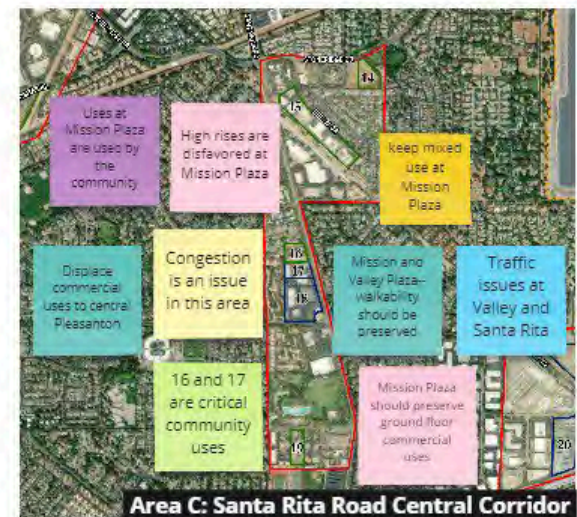 14
15
Uses at
Mission Plaza
are used by
the
community
High rises are
disfavored at
Mission Plaza
keep mixed
use at
Mission
Plaza
Displace
commercial
uses to central
Pleasanton
Congestion
is an issue
in this area
16
17
18
Mission and
Valley Plaza--
walkability
should be
preserved
Traffic
issues at
Valley and
Santa Rita
16 and 17
are critical
community
uses
19
Mission Plaza
should preserve
ground floor
commercial
uses
20
Area C: Santa Rita Road Central Corridor